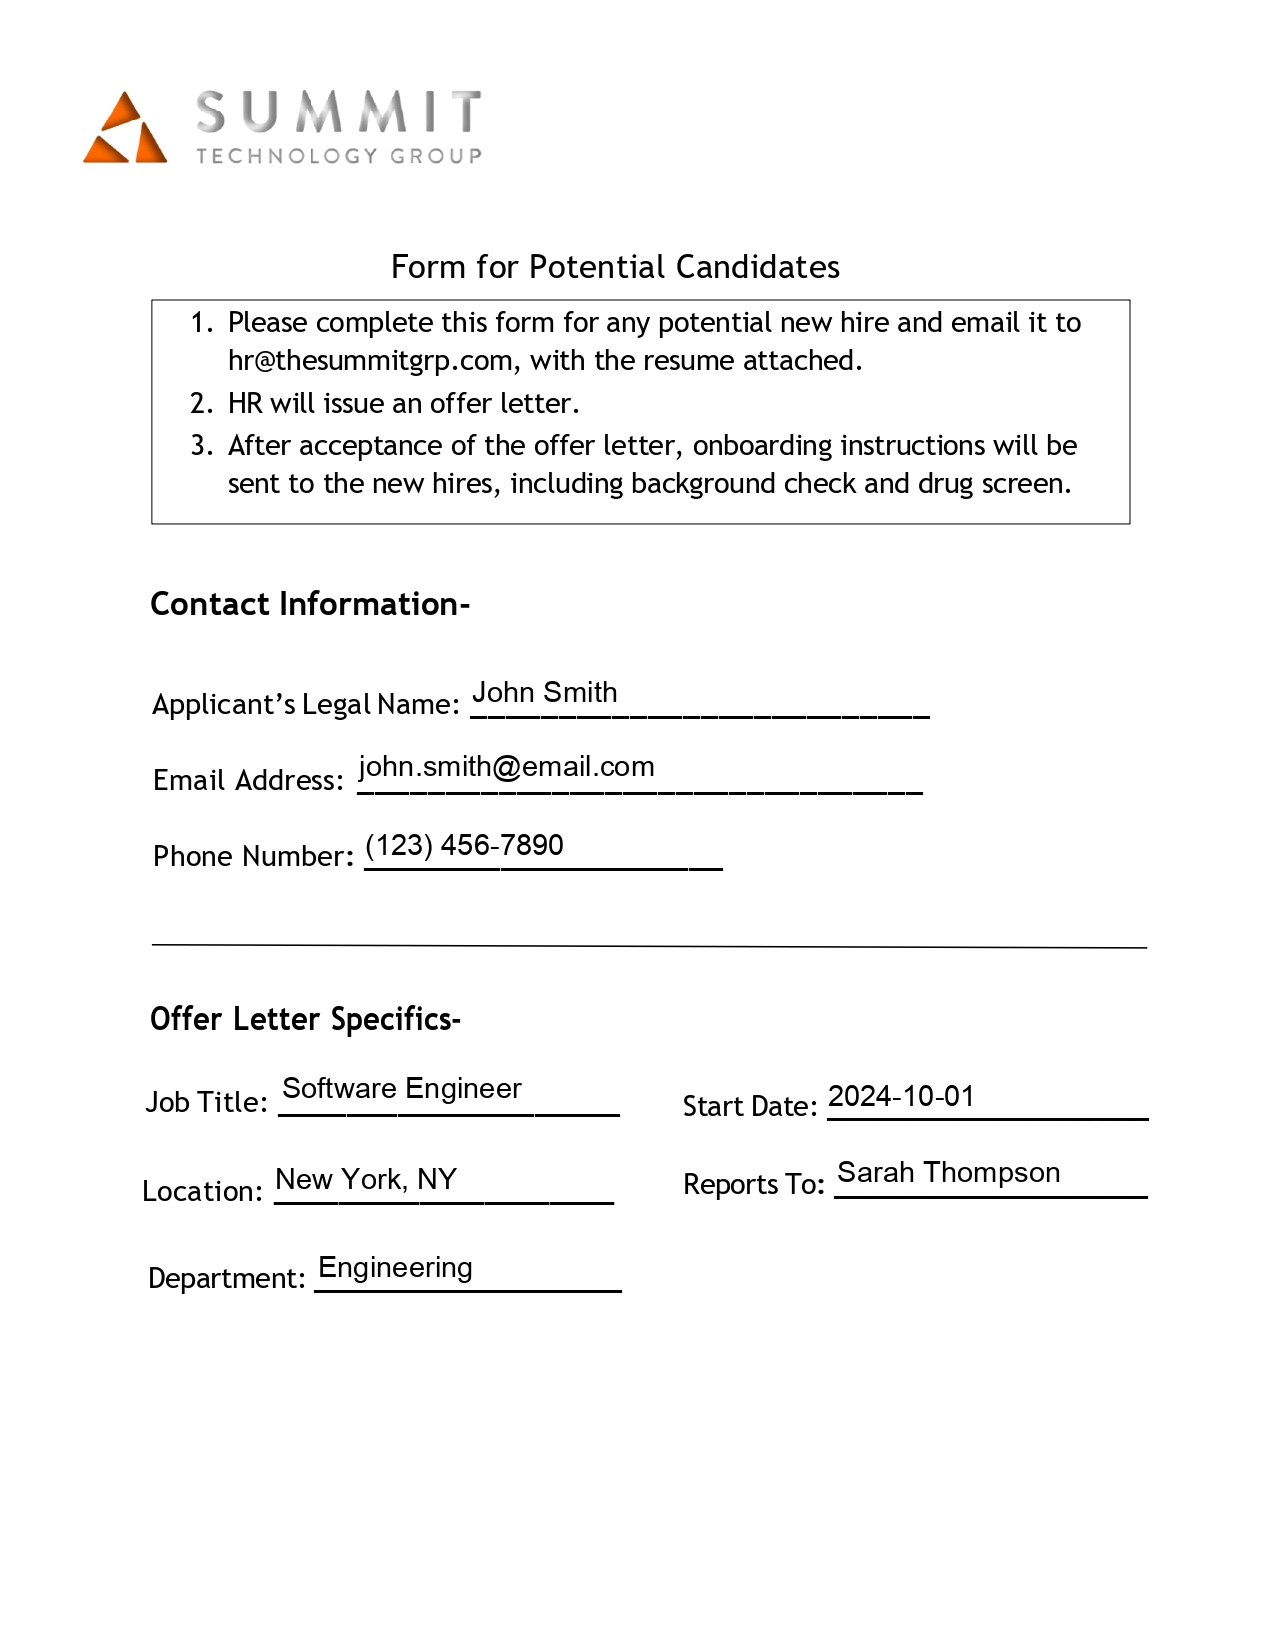 SUMMIT
TECHNOLOGY GROUP
Form for Potential Candidates
1. Please complete this form for any potential new hire and email it to
hr@thesummitgrp.com, with the resume attached.
2. HR will issue an offer letter.
3. After acceptance of the offer letter, onboarding instructions will be
sent to the new hires, including background check and drug screen.
Contact Information-
Applicant’s Legal Name: John Smith
Email Address: john.smith@email.com
Phone Number: (123) 456-7890
Offer Letter Specifics-
Job Title: Software Engineer
Start Date: 2024-10-01
Location: New York, NY
Reports To: Sarah Thompson
Department: Engineering